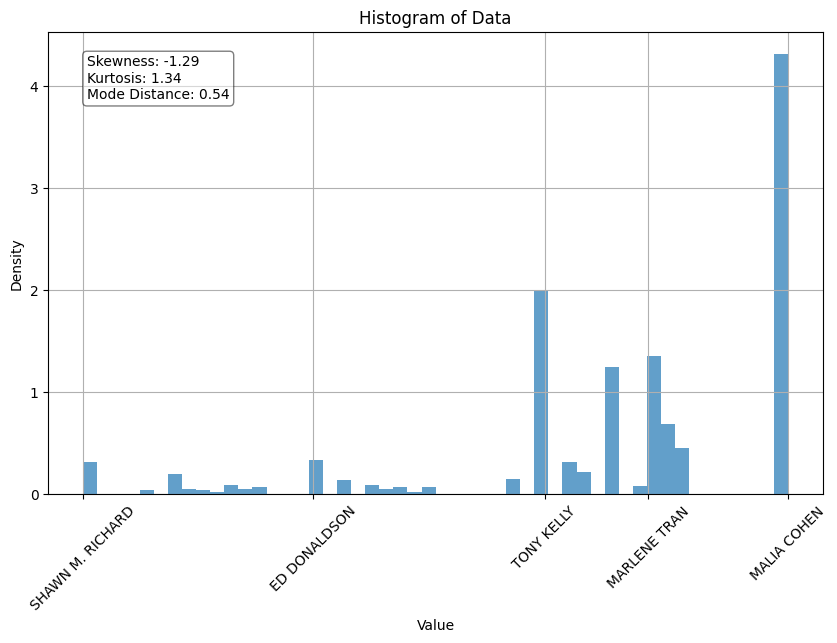 Histogram of Data
Skewness: -1.29
Kurtosis: 1.34
Mode Distance: 0.54
Density
4
3
2
1
0
SHAWN M. RICHARD
ED DONALDSON
TONY KELLY
MARLENE TRAN
MALIA COHEN
Value